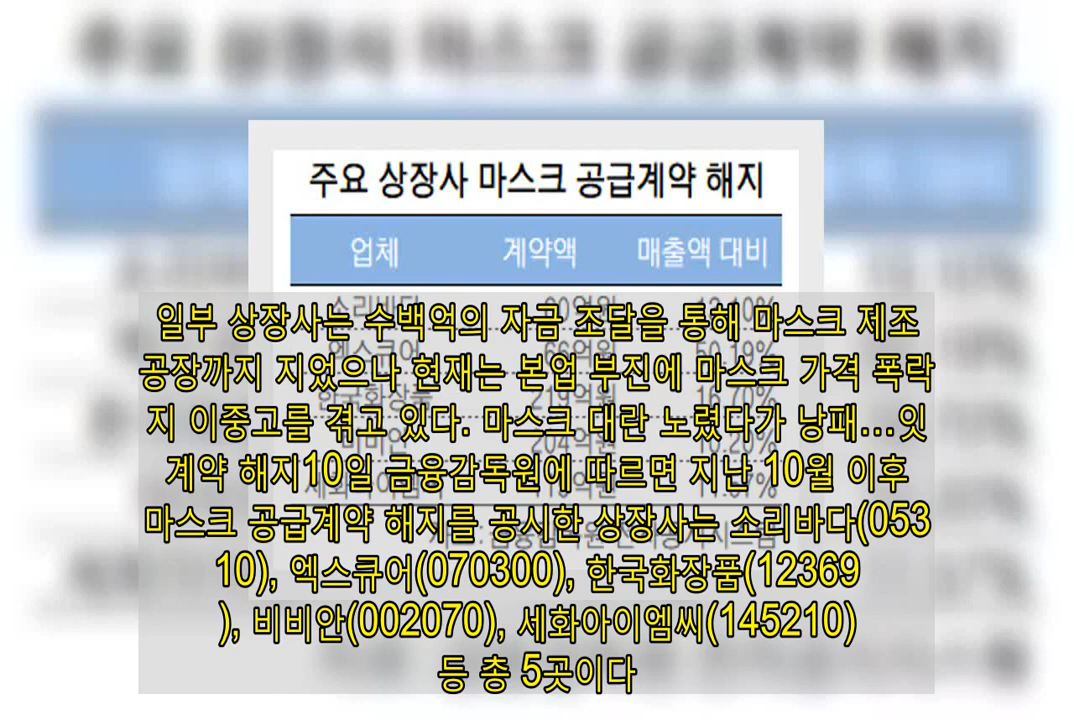 주요 상장사 마스크 공급계약 해지
업체 계약액 매출액 대비
일부 상장사는 수백억의 자금 조달을 통해 마스크 제조
공장까지 지었으나 현재는 본업 부진에 마스크 가격 폭락
지 이중고를 겪고 있다. 마스크 대란 노렸다가 낭패…잇
계약 해지10일 금융감독원에 따르면 지난 10월 이후
마스크 공급계약 해지를 공시한 상장사는 소리바다(053
10), 엑스큐어(070300), 한국화장품(12369
), 비비안(002070), 세화아이엠씨(145210)
등 총 5곳이다